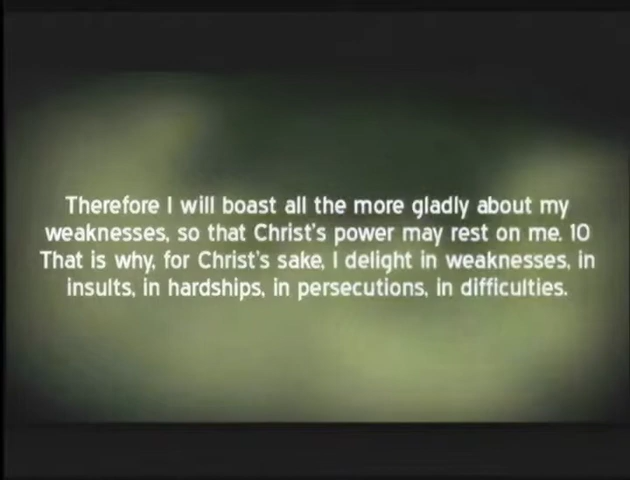 Therefore I will boast all the more gladly about my
weaknesses, so that Christ's power may rest on me. 10
That is why, for Christ's sake, I delight in weaknesses, in
insults, in hardships, in persecutions, in difficulties.